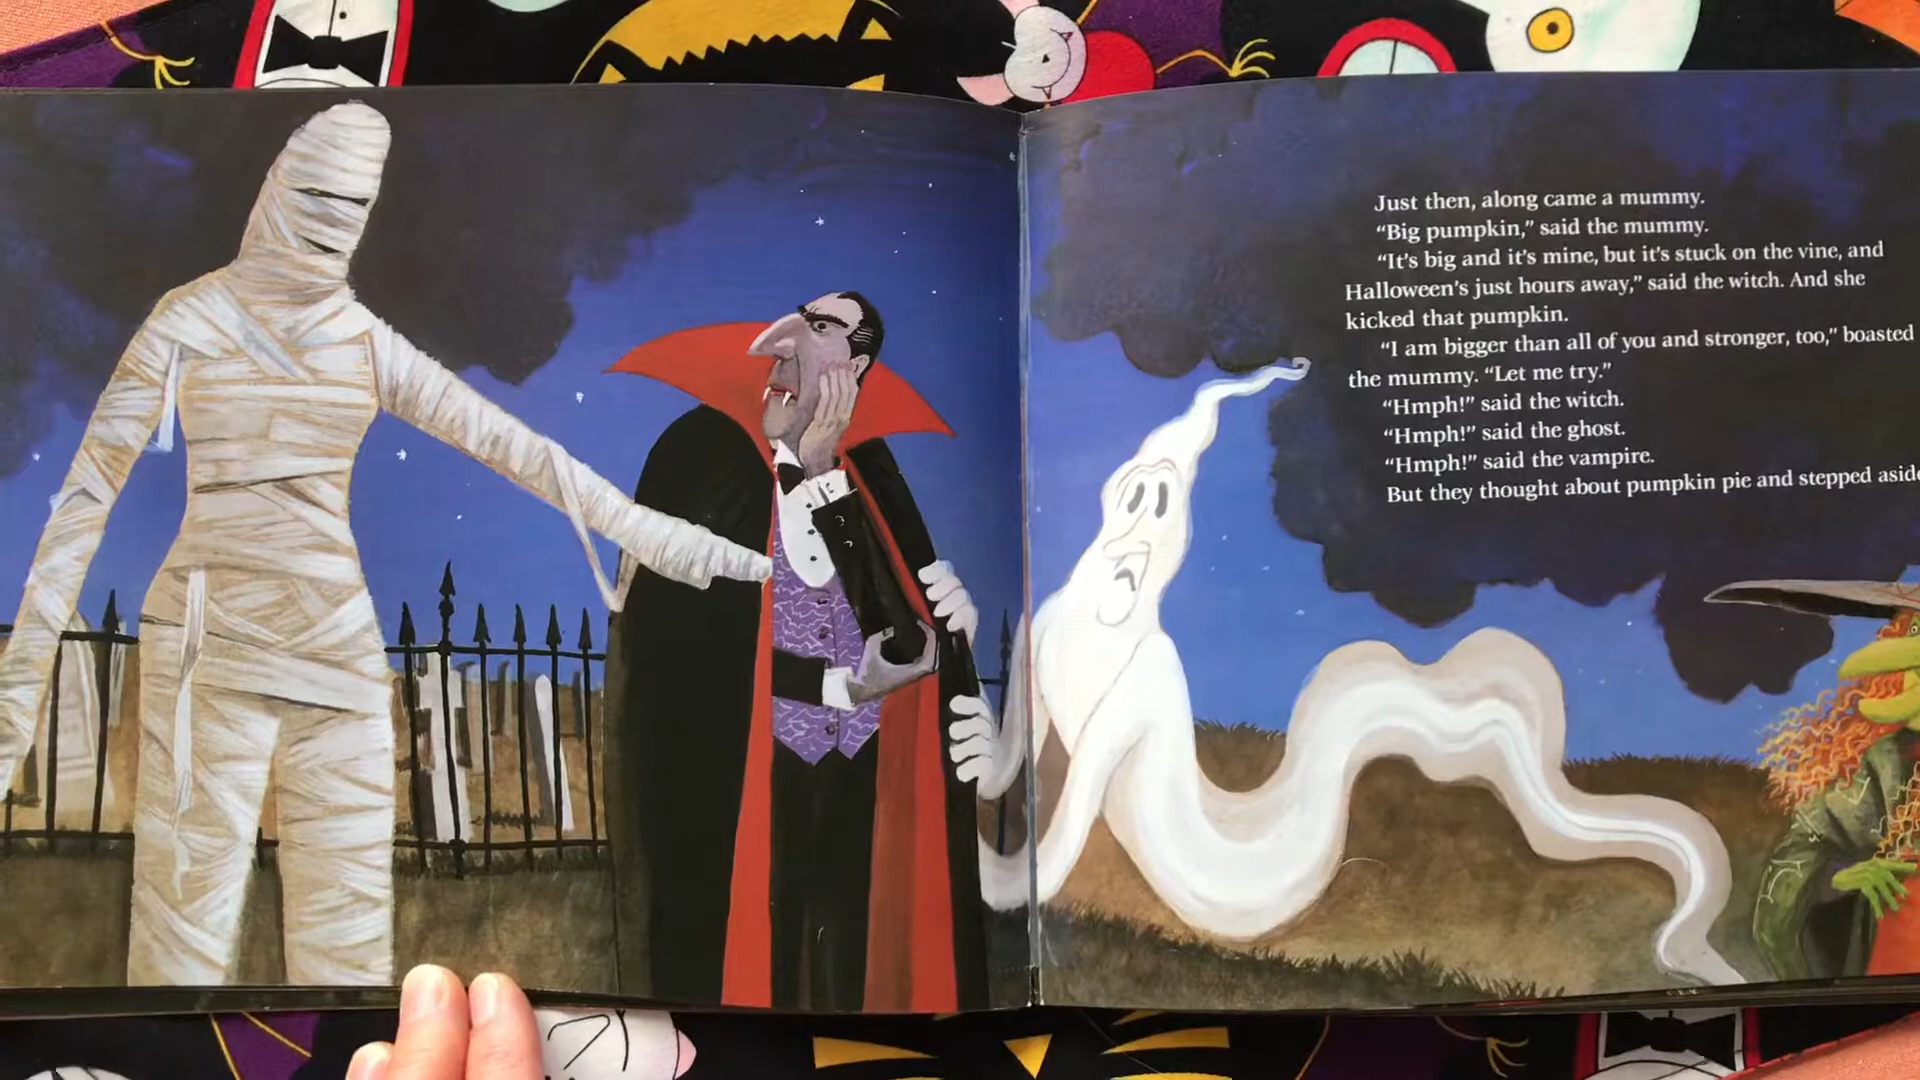 Just then, along came a mummy.
“Big pumpkin,” said the mummy.
“It’s big and it’s mine, but it’s stuck on the vine, and
Halloween’s just hours away,” said the witch. And she
kicked that pumpkin.
“I am bigger than all of you and stronger, too,” boasted
the mummy. “Let me try.”
“Hmph!” said the witch.
“Hmph!” said the ghost.
“Hmph!” said the vampire.
But they thought about pumpkin pie and stepped aside